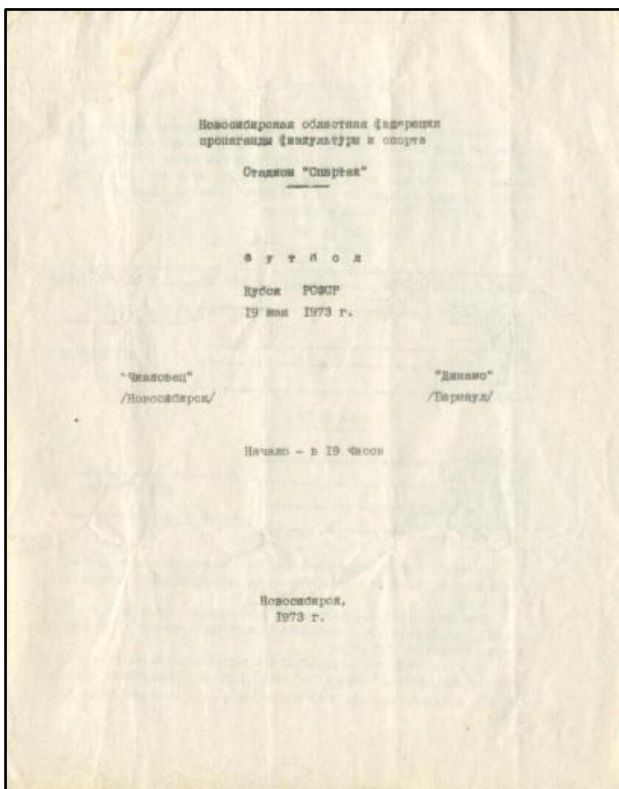 Новосибирская областная федерация
пропаганды физкультуры и спорта
Стадион "Спартак"
Ф у т б о л
Кубок РСФСР
19 мая 1973 г.
"Чкаловец" "Динамо"
/Новосибирск/ /Барнаул/
Начало - в 19 часов
Новосибирск,
1973 г.